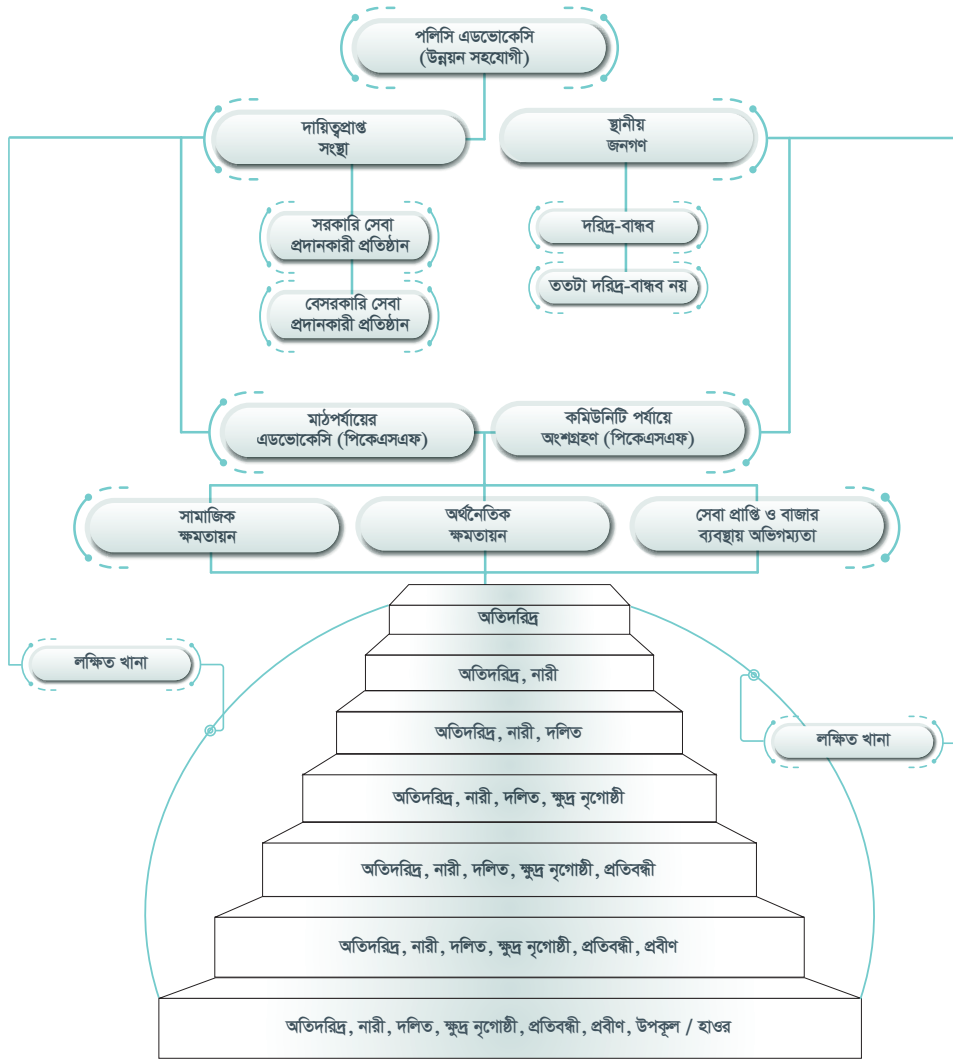 পলিসি এডভোকেসি
(উন্নয়ন সহযোগী)
দায়িত্বপ্রাপ্ত
সংস্থা
স্থানীয়
জনগণ
সরকারি সেবা
প্রদানকারী প্রতিষ্ঠান
দরিদ্র-বান্ধব
বেসরকারি সেবা
প্রদানকারী প্রতিষ্ঠান
ততটা দরিদ্র-বান্ধব নয়
মাঠপর্যায়ের
এডভোকেসি (পিকেএসএফ)
কমিউনিটি পর্যায়ে
অংশগ্রহণ (পিকেএসএফ)
সামাজিক
ক্ষমতায়ন
অর্থনৈতিক
ক্ষমতায়ন
সেবা প্রাপ্তি ও বাজার
ব্যবস্থায় অভিগম্যতা
অতিদরিদ্র
লক্ষিত খানা
অতিদরিদ্র, নারী
অতিদরিদ্র, নারী, দলিত
লক্ষিত খানা
অতিদরিদ্র, নারী, দলিত, ক্ষুদ্র নৃগোষ্ঠী
অতিদরিদ্র, নারী, দলিত, ক্ষুদ্র নৃগোষ্ঠী, প্রতিবন্ধী
অতিদরিদ্র, নারী, দলিত, ক্ষুদ্র নৃগোষ্ঠী, প্রতিবন্ধী, প্রবীণ
অতিদরিদ্র, নারী, দলিত, ক্ষুদ্র নৃগোষ্ঠী, প্রতিবন্ধী, প্রবীণ, উপকূল / হাওর